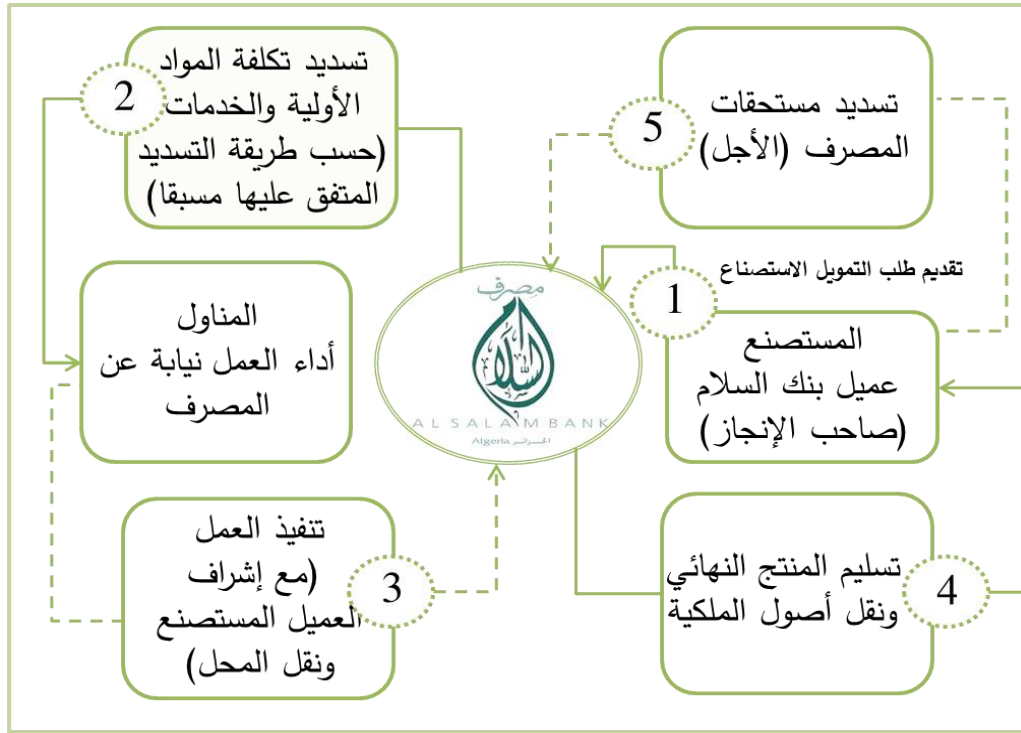 تسديد مستحقات
المصرف (الأجل)
5
تسديد تكلفة المواد
الأولية والخدمات
(حسب طريقة التسديد
المتفق عليها مسبقا)
2
تقديم طلب التمويل الاستصناع
1
المستصنع
عميل بنك السلام
(صاحب الإنجاز)
مصرف
السلام
AL SALAM BANK
Algeria الجزائر
المناول
أداء العمل نيابة عن
المصرف
تسليم المنتج النهائي
ونقل أصول الملكية
4
تنفيذ العمل
(مع إشراف
العميل المستصنع
ونقل المحل)
3